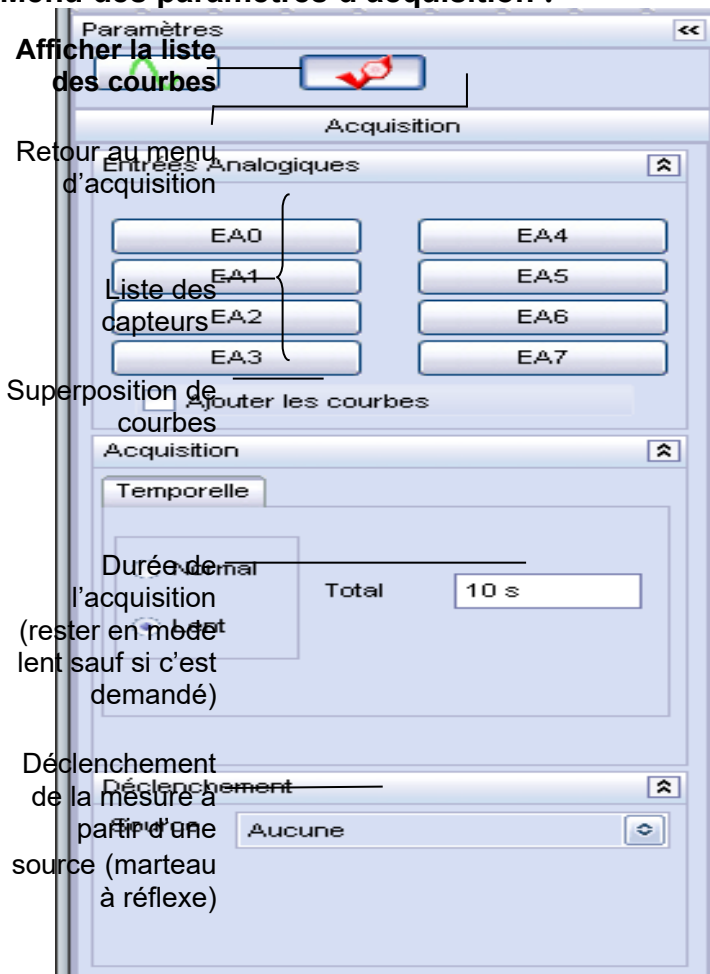 Menu des paramètres d'acquisition :
Paramètres
Afficher la liste
des courbes
Acquisition
Retour au menu
d'acquisition
Entrées Analogiques
EA0 EA4
EA1 EA5
EA2 EA6
EA3 EA7
Liste des
capteurs
Superposition de
courbes
Ajouter les courbes
Acquisition
Temporelle
Normal
Lent
Total 10 s
Durée de
l'acquisition
(rester en mode
lent sauf si c'est
demandé)
Déclenchement
Source Aucune
Déclenchement
de la mesure à
partir d'une
source (marteau
à réflexe)